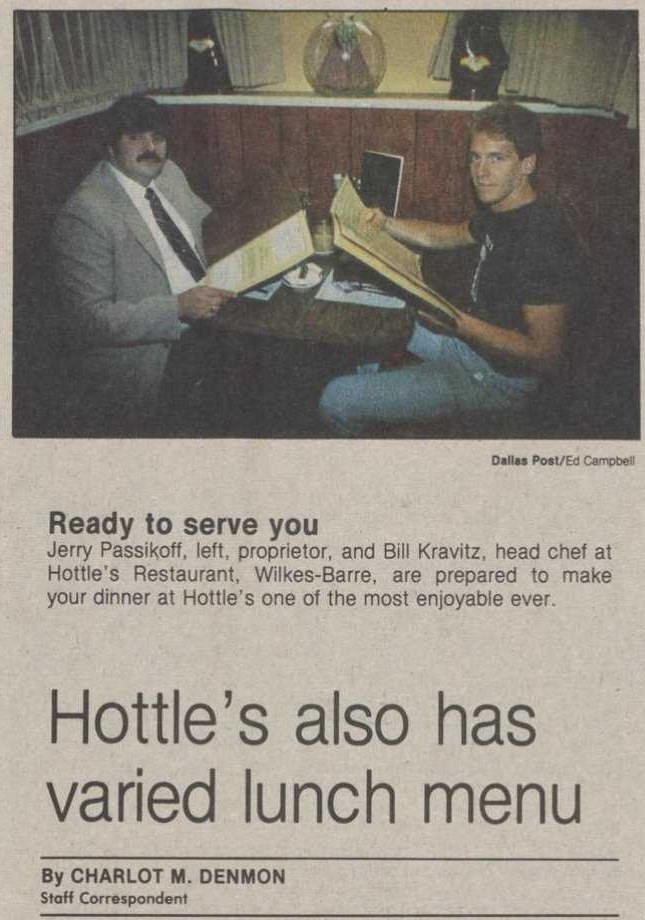 Dallas Post/Ed Campbell
Ready to serve you
Jerry Passikoff, left, proprietor, and Bill Kravitz, head chef at
Hottle's Restaurant, Wilkes-Barre, are prepared to make
your dinner at Hottle's one of the most enjoyable ever.
Hottle's also has
varied lunch menu
By CHARLOT M. DENMON
Staff Correspondent